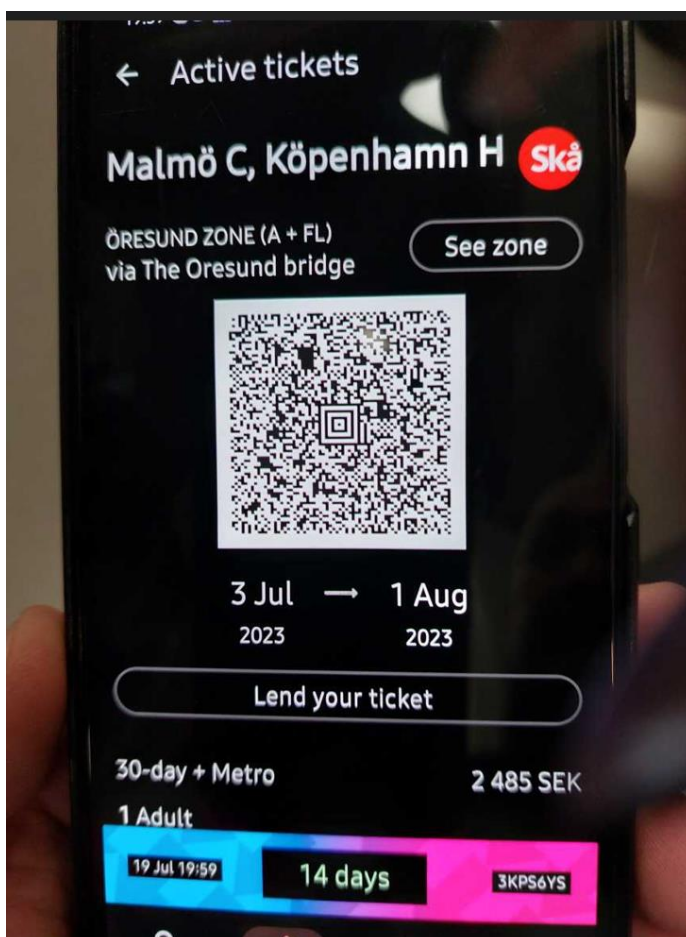 ← Active tickets
Malmö C, Köpenhamn H Skå
ÖRESUND ZONE (A + FL)
via The Oresund bridge
See zone
3 Jul → 1 Aug
2023 2023
Lend your ticket
30-day + Metro 2 485 SEK
1 Adult
19 Jul 19:59 14 days 3KPS6YS